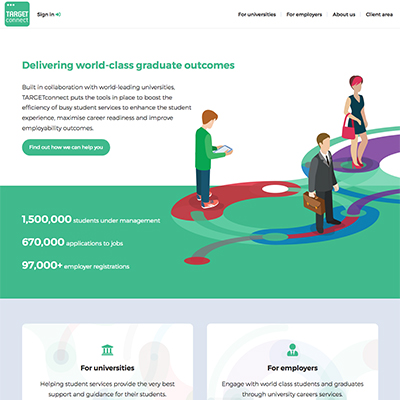 TARGET
connect
Sign in
For universities
For employers
About us
Client area
Delivering world-class graduate outcomes
Built in collaboration with world-leading universities,
TARGETconnect puts the tools in place to boost the
efficiency of busy student services to enhance the student
experience, maximise career readiness and improve
employability outcomes.
Find out how we can help you
1,500,000 students under management
670,000 applications to jobs
97,000+ employer registrations
For universities
Helping student services provide the very best
support and guidance for their students.
For employers
Engage with world class students and graduates
through university careers services.